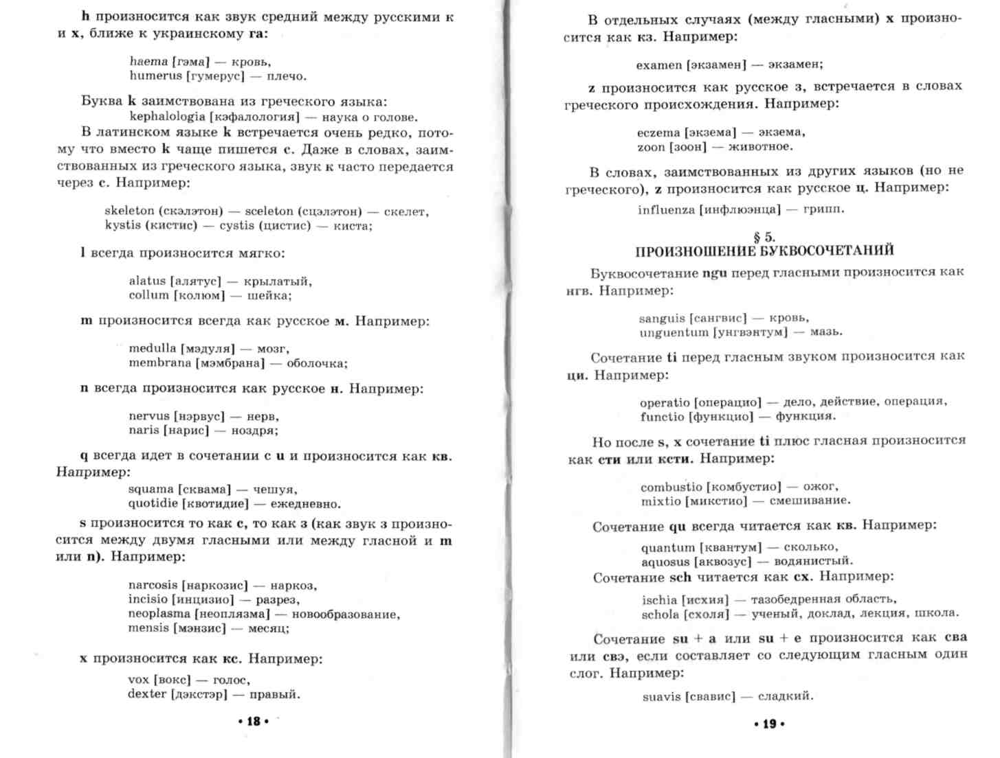 h произносится как звук средний между русскими к
и х, ближе к украинскому га:
haema [гэма] — кровь,
humerus [гумерус] — плечо.
Буква k заимствована из греческого языка:
kephalologia [кэфалология] — наука о голове.
В латинском языке k встречается очень редко, пото-
му что вместо k чаще пишется с. Даже в словах, заим-
ствованных из греческого языка, звук к часто передается
через с. Например:
skeleton (скэлэтон) — sceleton (сцэлэтон) — скелет,
kystis (кистис) — cystis (цистис) — киста;
l всегда произносится мягко:
alatus [алятус] — крылатый,
collum [колюм] — шейка;
m произносится всегда как русское м. Например:
medulla [мэдуля] — мозг,
membrana [мэмбрана] — оболочка;
n всегда произносится как русское н. Например:
nervus [нэрвус] — нерв,
naris [нарис] — ноздря;
q всегда идет в сочетании с u и произносится как кв.
Например:
squama [сквама] — чешуя,
quotidie [квотидие] — ежедневно.
s произносится то как с, то как з (как звук з произно-
сится между двумя гласными или между гласной и m
или n). Например:
narcosis [наркозис] — наркоз,
incisio [инцизио] — разрез,
neoplasma [неоплязма] — новообразование,
mensis [мэнзис] — месяц;
x произносится как кс. Например:
vox [вокс] — голос,
dexter [дэкстэр] — правый.
• 18 •
В отдельных случаях (между гласными) x произно-
сится как кз. Например:
examen [экзамен] — экзамен;
z произносится как русское з, встречается в словах
греческого происхождения. Например:
eczema [экзема] — экзема,
zoon [зоон] — животное.
В словах, заимствованных из других языков (но не
греческого), z произносится как русское ц. Например:
influenza [инфлюэнца] — грипп.
§ 5.
ПРОИЗНОШЕНИЕ БУКВОСОЧЕТАНИЙ
Буквосочетание ngu перед гласными произносится как
нгв. Например:
sanguis [сангвис] — кровь,
unguentum [унгвэнтум] — мазь.
Сочетание ti перед гласным звуком произносится как
ци. Например:
operatio [операцио] — дело, действие, операция,
functio [функцио] — функция.
Но после s, x сочетание ti плюс гласная произносится
как сти или ксти. Например:
combustio [комбустио] — ожог,
mixtio [микстио] — смешивание.
Сочетание qu всегда читается как кв. Например:
quantum [квантум] — сколько,
aquosus [аквозус] — водянистый.
Сочетание sch читается как сх. Например:
ischia [исхия] — тазобедренная область,
schola [схоля] — ученый, доклад, лекция, школа.
Сочетание su + a или su + e произносится как сва
или свэ, если составляет со следующим гласным один
слог. Например:
suavis [свавис] — сладкий.
• 19 •